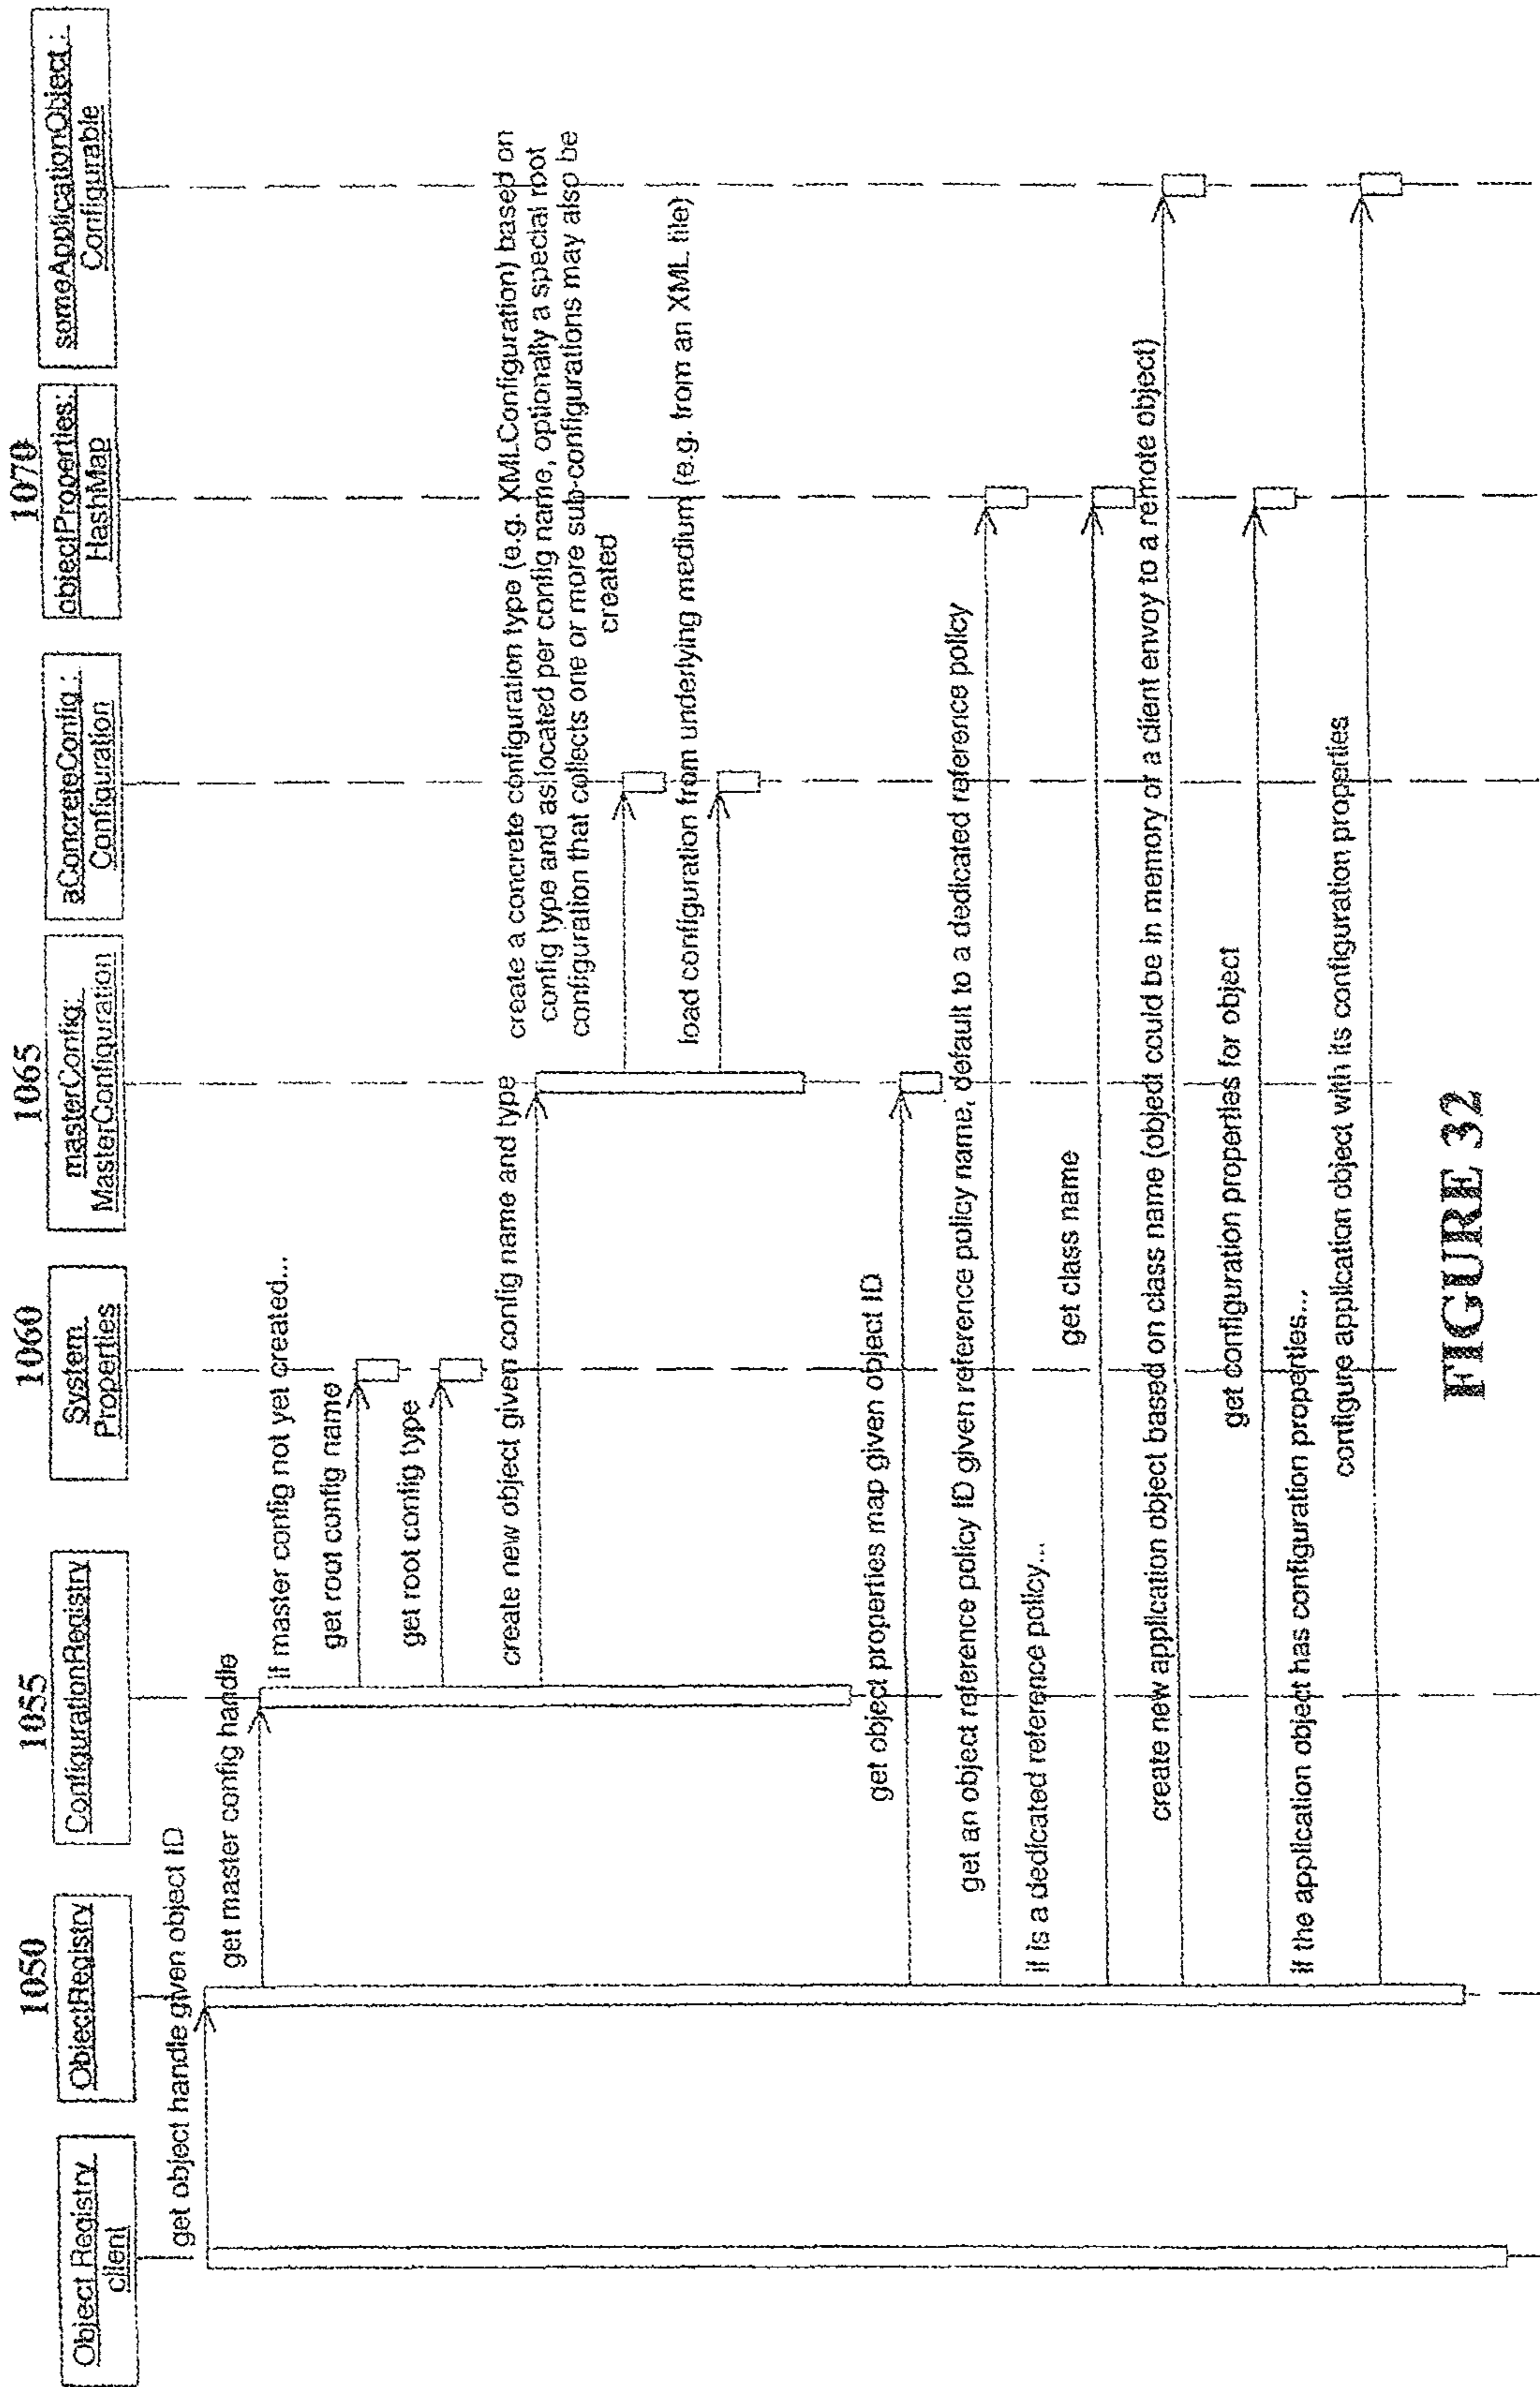 Object Registry
client
1050
ObjectRegistry
1055
ConfigurationRegistry
1060
System
Properties
1065
masterConfig:
MasterConfiguration
aConcreteConfig :
Configuration
1070
objectProperties:
HashMap
someApplicationObject :
Configurable
get object handle given object ID
get master config handle
if master config not yet created...
get root config name
get root config type
create new object given config name and type
create a concrete configuration type (e.g. XMLConfiguration) based on
config type and as located per config name, optionally a special root
configuration that collects one or more sub-configurations may also be
created
load configuration from underlying medium (e.g. from an XML file)
get object properties map given object ID
get an object reference policy ID given reference policy name, default to a dedicated reference policy
if is a dedicated reference policy...
get class name
create new application object based on class name (object could be in memory or a client envoy to a remote object)
get configuration properties for object
if the application object has configuration properties...
configure application object with its configuration properties
FIGURE 32